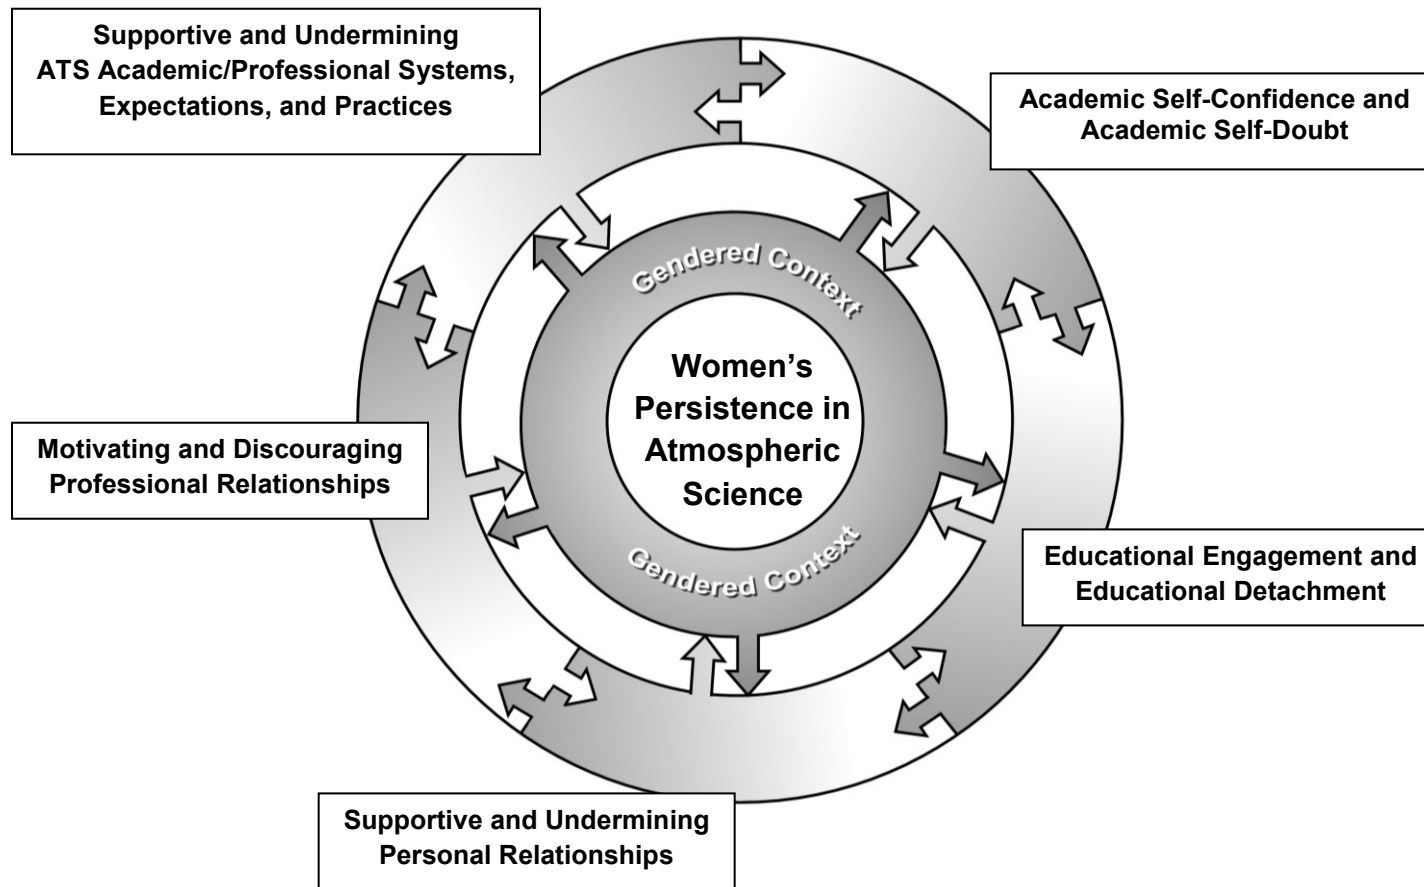 Supportive and Undermining
ATS Academic/Professional Systems,
Expectations, and Practices
Academic Self-Confidence and
Academic Self-Doubt
Gendered Context
Women’s
Persistence in
Atmospheric
Science
Gendered Context
Motivating and Discouraging
Professional Relationships
Educational Engagement and
Educational Detachment
Supportive and Undermining
Personal Relationships